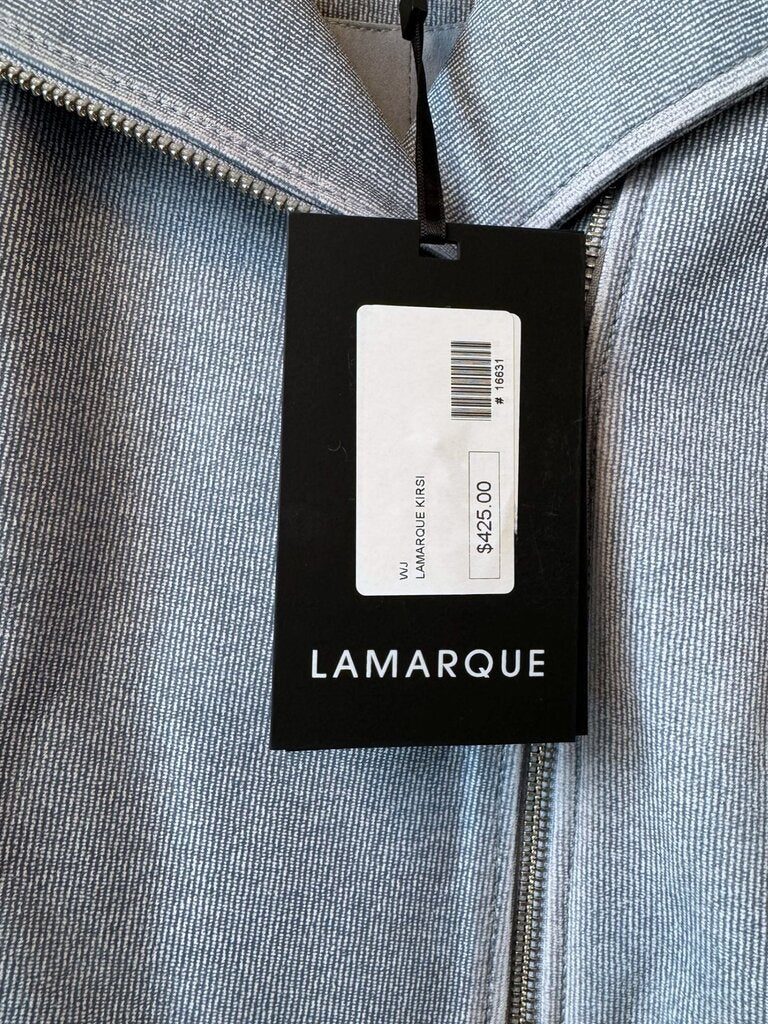 # 16631
$425.00
WJ
LAMARQUE KIRSI
LAMARQUE